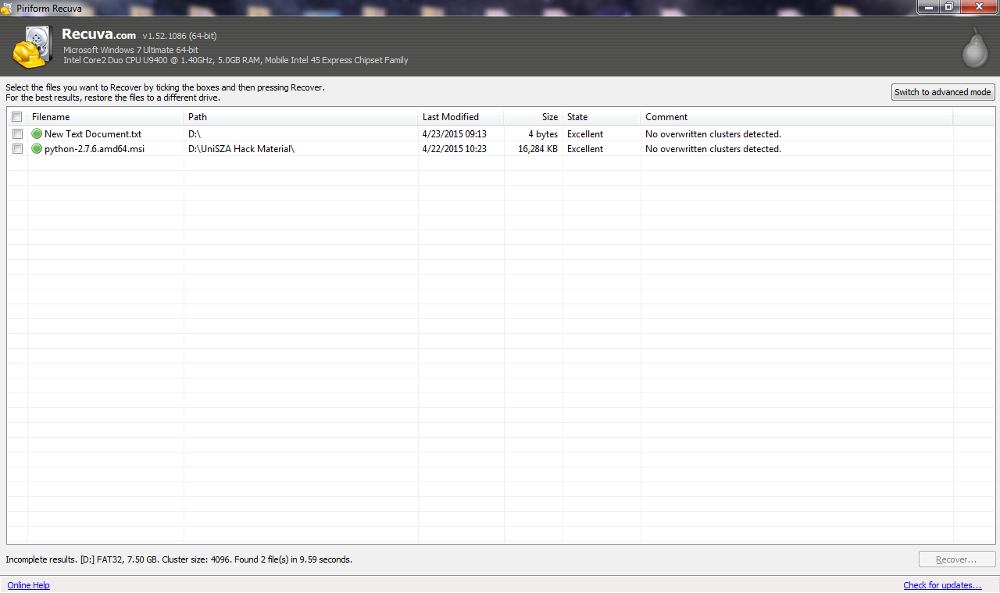 Piriform Recuva
Recuva.com v1.52.1086 (64-bit)
Microsoft Windows 7 Ultimate 64-bit
Intel Core2 Duo CPU U9400 @ 1.40GHz, 5.0GB RAM, Mobile Intel 45 Express Chipset Family
Select the files you want to Recover by ticking the boxes and then pressing Recover.
For the best results, restore the files to a different drive.
Switch to advanced mode
Filename Path Last Modified Size State Comment
New Text Document.txt D:\ 4/23/2015 09:13 4 bytes Excellent No overwritten clusters detected.
python-2.7.6.amd64.msi D:\UniSZA Hack Material\ 4/22/2015 10:23 16,284 KB Excellent No overwritten clusters detected.
Incomplete results. [D:] FAT32, 7.50 GB. Cluster size: 4096. Found 2 file(s) in 9.59 seconds.
Recover...
Online Help
Check for updates...